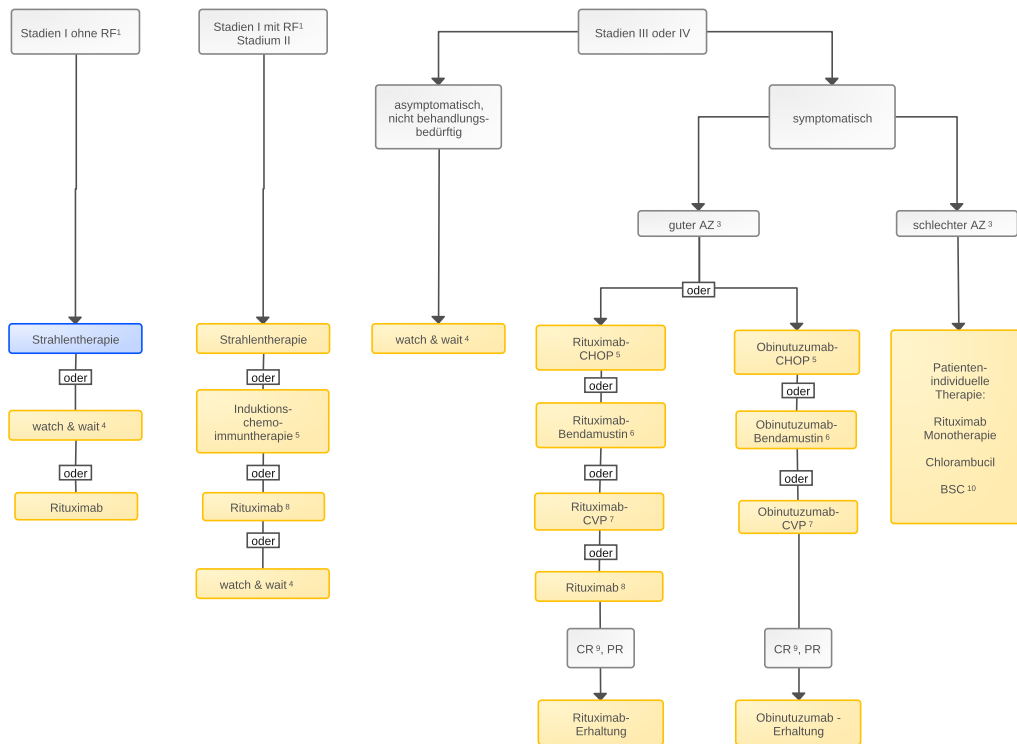 Stadien I ohne RF¹
Stadien I mit RF¹
Stadium II
Stadien III oder IV
asymptomatisch,
nicht behandlungs-
bedürftig
symptomatisch
guter AZ ³
schlechter AZ ³
oder
Strahlentherapie
oder
watch & wait ⁴
oder
Rituximab
Strahlentherapie
oder
Induktions-
chemo-
immuntherapie ⁵
oder
Rituximab ⁸
oder
watch & wait ⁴
watch & wait ⁴
Rituximab-
CHOP ⁵
oder
Rituximab-
Bendamustin ⁶
oder
Rituximab-
CVP ⁷
oder
Rituximab ⁸
CR ⁹, PR
Rituximab-
Erhaltung
Obinutuzumab-
CHOP ⁵
oder
Obinutuzumab-
Bendamustin ⁶
oder
Obinutuzumab-
CVP ⁷
CR ⁹, PR
Obinutuzumab -
Erhaltung
Patienten-
individuelle
Therapie:
Rituximab
Monotherapie
Chlorambucil
BSC ¹⁰